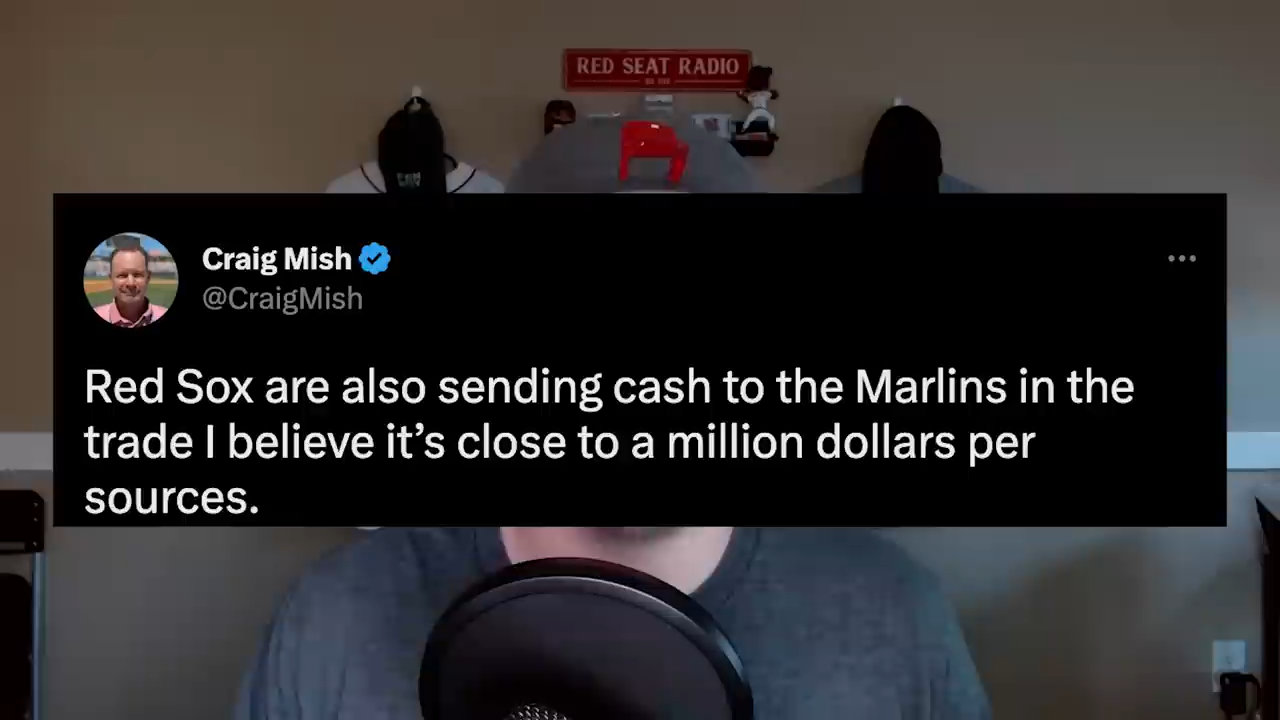 RED SEAT RADIO
Craig Mish
@CraigMish
Red Sox are also sending cash to the Marlins in the
trade I believe it’s close to a million dollars per
sources.